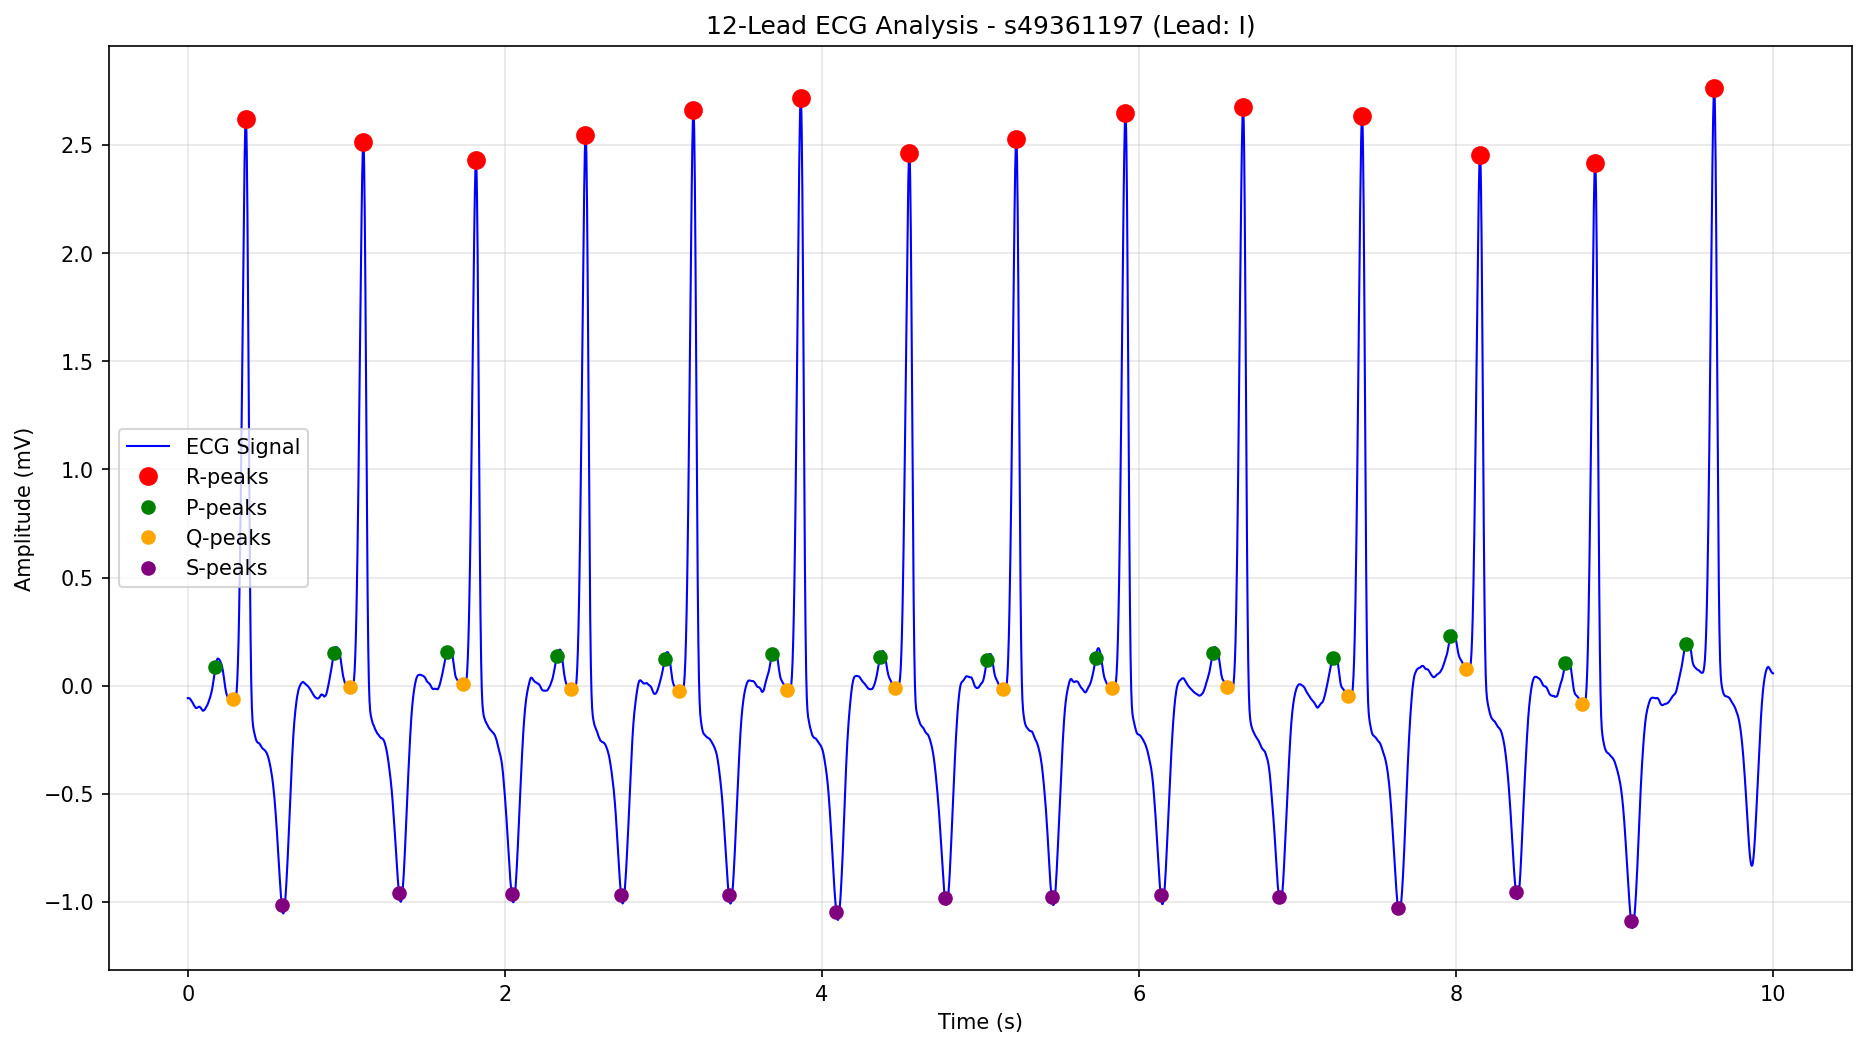 12-Lead ECG Analysis - s49361197 (Lead: I)
Amplitude (mV)
2.5
2.0
1.5
1.0
0.5
0.0
−0.5
−1.0
ECG Signal
R-peaks
P-peaks
Q-peaks
S-peaks
0
2
4
6
8
10
Time (s)